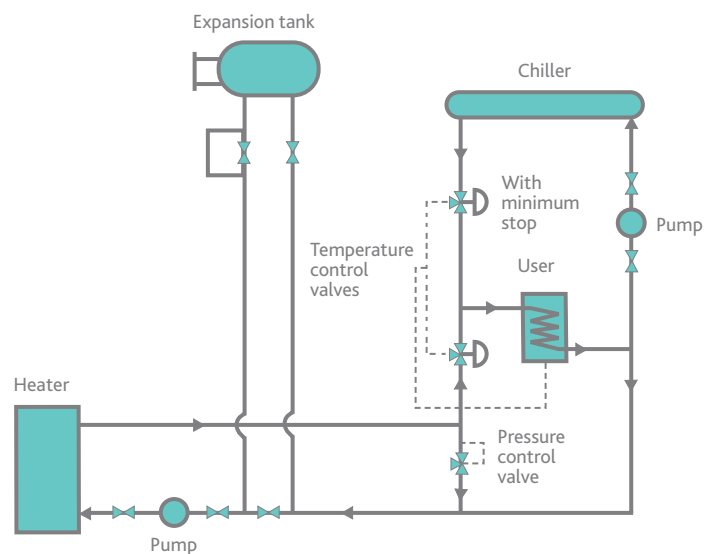 Expansion tank
Chiller
With
minimum
stop
Pump
Temperature
control
valves
User
Heater
Pressure
control
valve
Pump